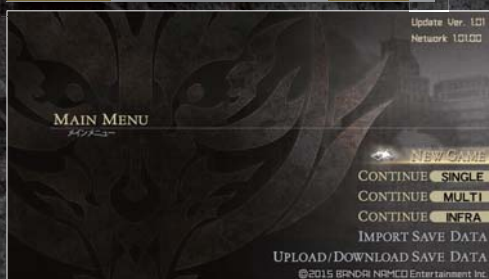 Update Ver. 1.01
Network 1.01.00
MAIN MENU
メインメニュー
NEW GAME
CONTINUE SINGLE
CONTINUE MULTI
CONTINUE INFRA
IMPORT SAVE DATA
UPLOAD/DOWNLOAD SAVE DATA
©2015 BANDAI NAMCO Entertainment Inc.